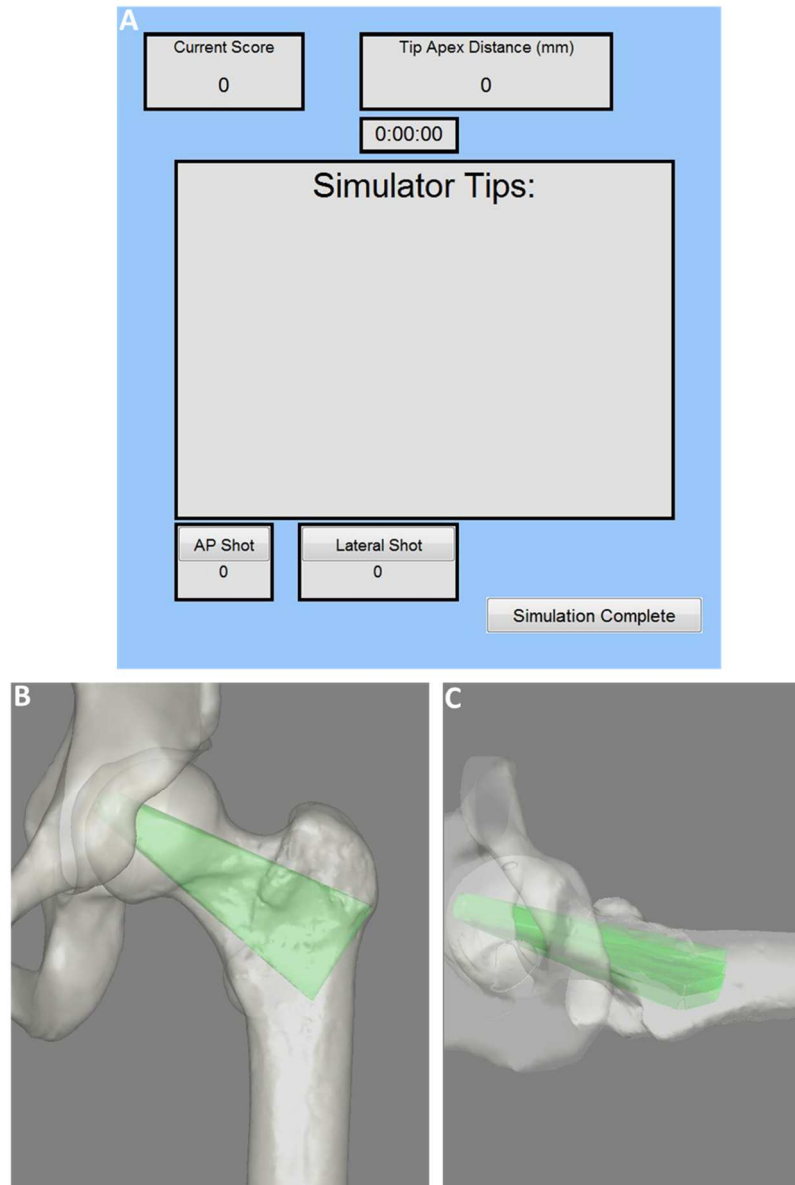 A
Current Score
0
Tip Apex Distance (mm)
0
0:00:00
Simulator Tips:
AP Shot
0
Lateral Shot
0
Simulation Complete
B
C